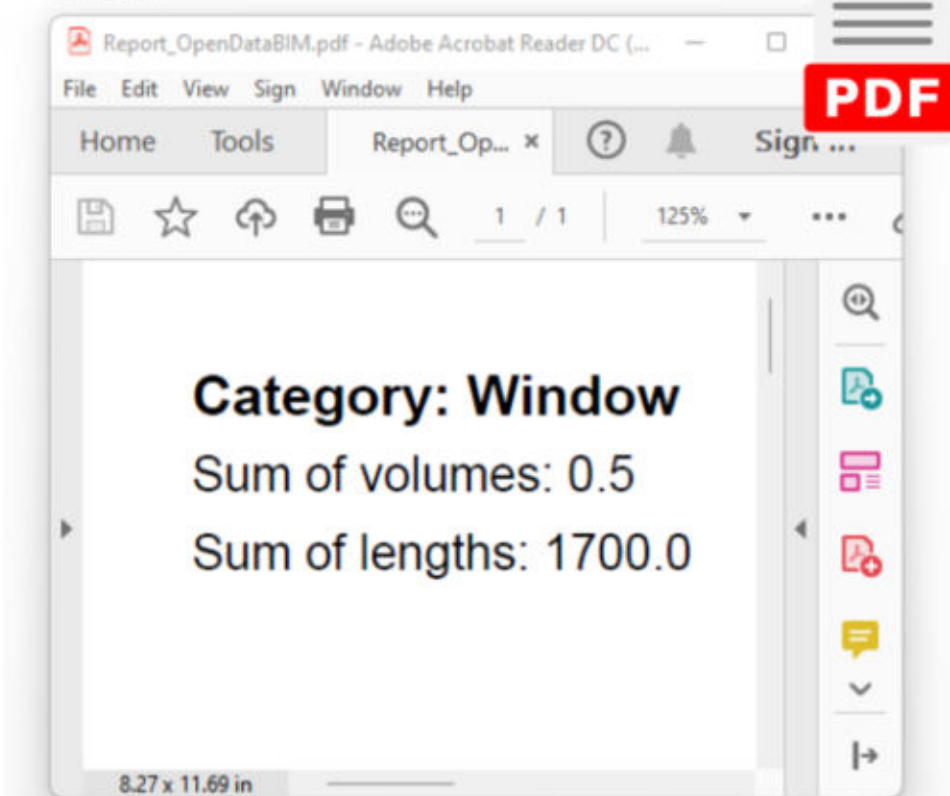 Report_OpenDataBIM.pdf - Adobe Acrobat Reader DC (...
PDF
File Edit View Sign Window Help
Home Tools Report_Op... × ? Sign ...
1 / 1 125% ...
Category: Window
Sum of volumes: 0.5
Sum of lengths: 1700.0
8.27 x 11.69 in